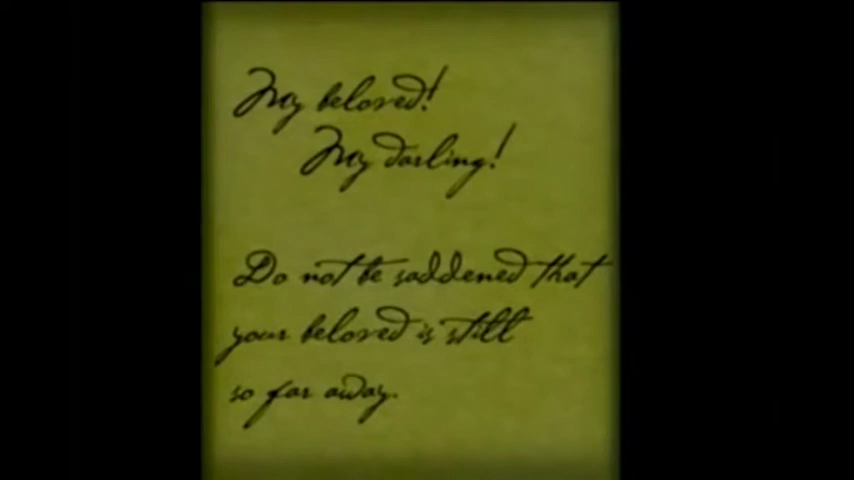 My beloved!
My darling!
Do not be saddened that
your beloved is still
so far away.